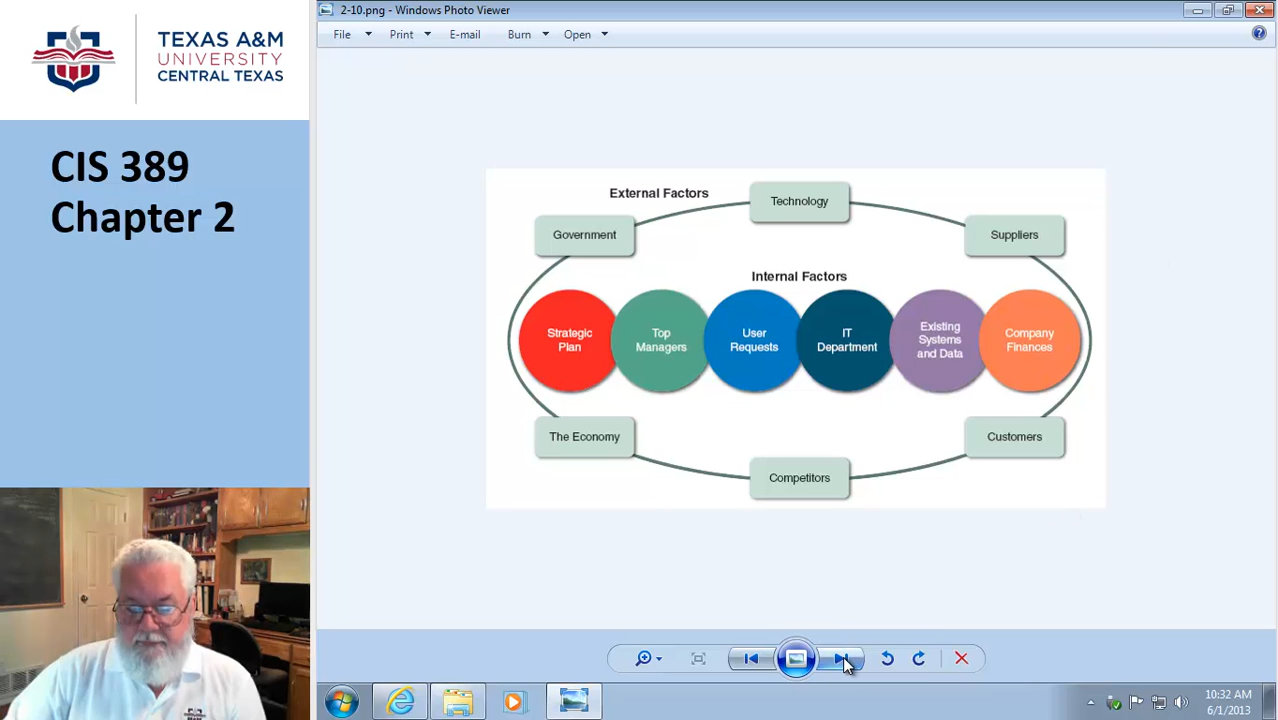 TEXAS A&M
UNIVERSITY
CENTRAL TEXAS
CIS 389
Chapter 2
2-10.png - Windows Photo Viewer
File Print E-mail Burn Open
External Factors
Technology
Government
Suppliers
Internal Factors
Strategic
Plan
Top
Managers
User
Requests
IT
Department
Existing
Systems
and Data
Company
Finances
The Economy
Customers
Competitors
10:32 AM
6/1/2013